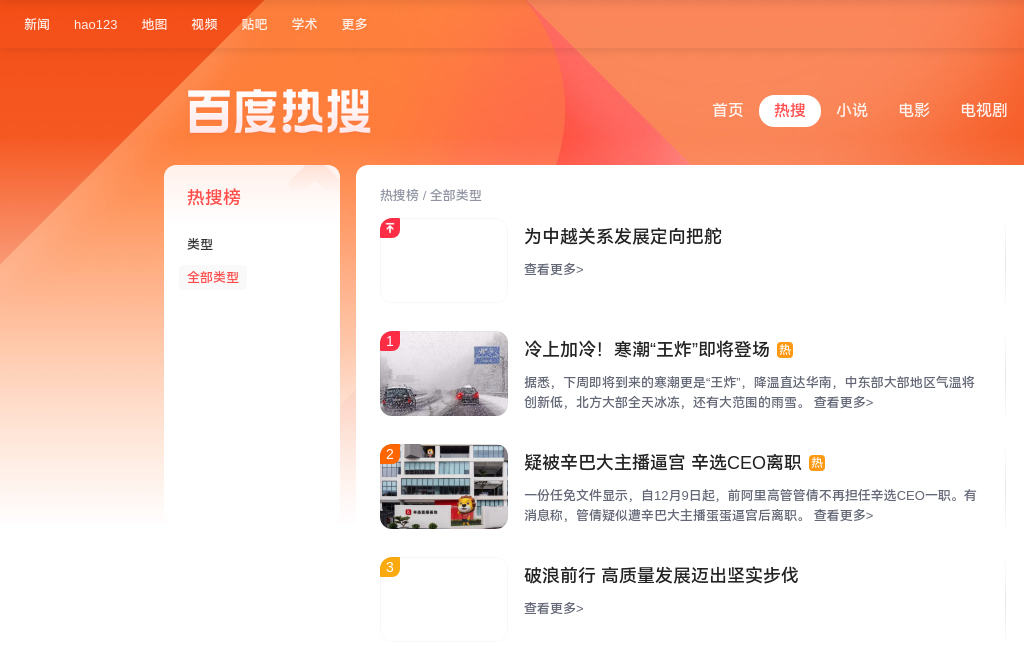 新闻 hao123 地图 视频 贴吧 学术 更多
百度热搜
首页 热搜 小说 电影 电视剧
热搜榜
类型
全部类型
热搜榜 / 全部类型
为中越关系发展定向把舵
查看更多>
1
冷上加冷！寒潮“王炸”即将登场 热
据悉，下周即将到来的寒潮更是“王炸”，降温直达华南，中东部大部地区气温将
创新低，北方大部全天冰冻，还有大范围的雨雪。 查看更多>
2
疑被辛巴大主播逼宫 辛选CEO离职 热
一份任免文件显示，自12月9日起，前阿里高管管倩不再担任辛选CEO一职。有
消息称，管倩疑似遭辛巴大主播蛋蛋逼宫后离职。 查看更多>
3
破浪前行 高质量发展迈出坚实步伐
查看更多>